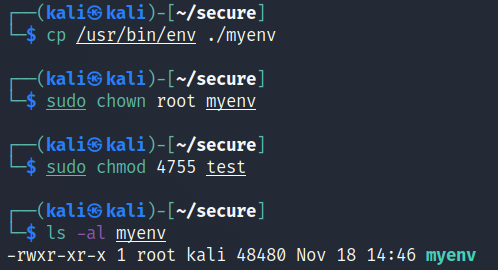 ┌──(kali㉿kali)-[~/secure]
└─$ cp /usr/bin/env ./myenv
┌──(kali㉿kali)-[~/secure]
└─$ sudo chown root myenv
┌──(kali㉿kali)-[~/secure]
└─$ sudo chmod 4755 test
┌──(kali㉿kali)-[~/secure]
└─$ ls -al myenv
-rwxr-xr-x 1 root kali 48480 Nov 18 14:46 myenv